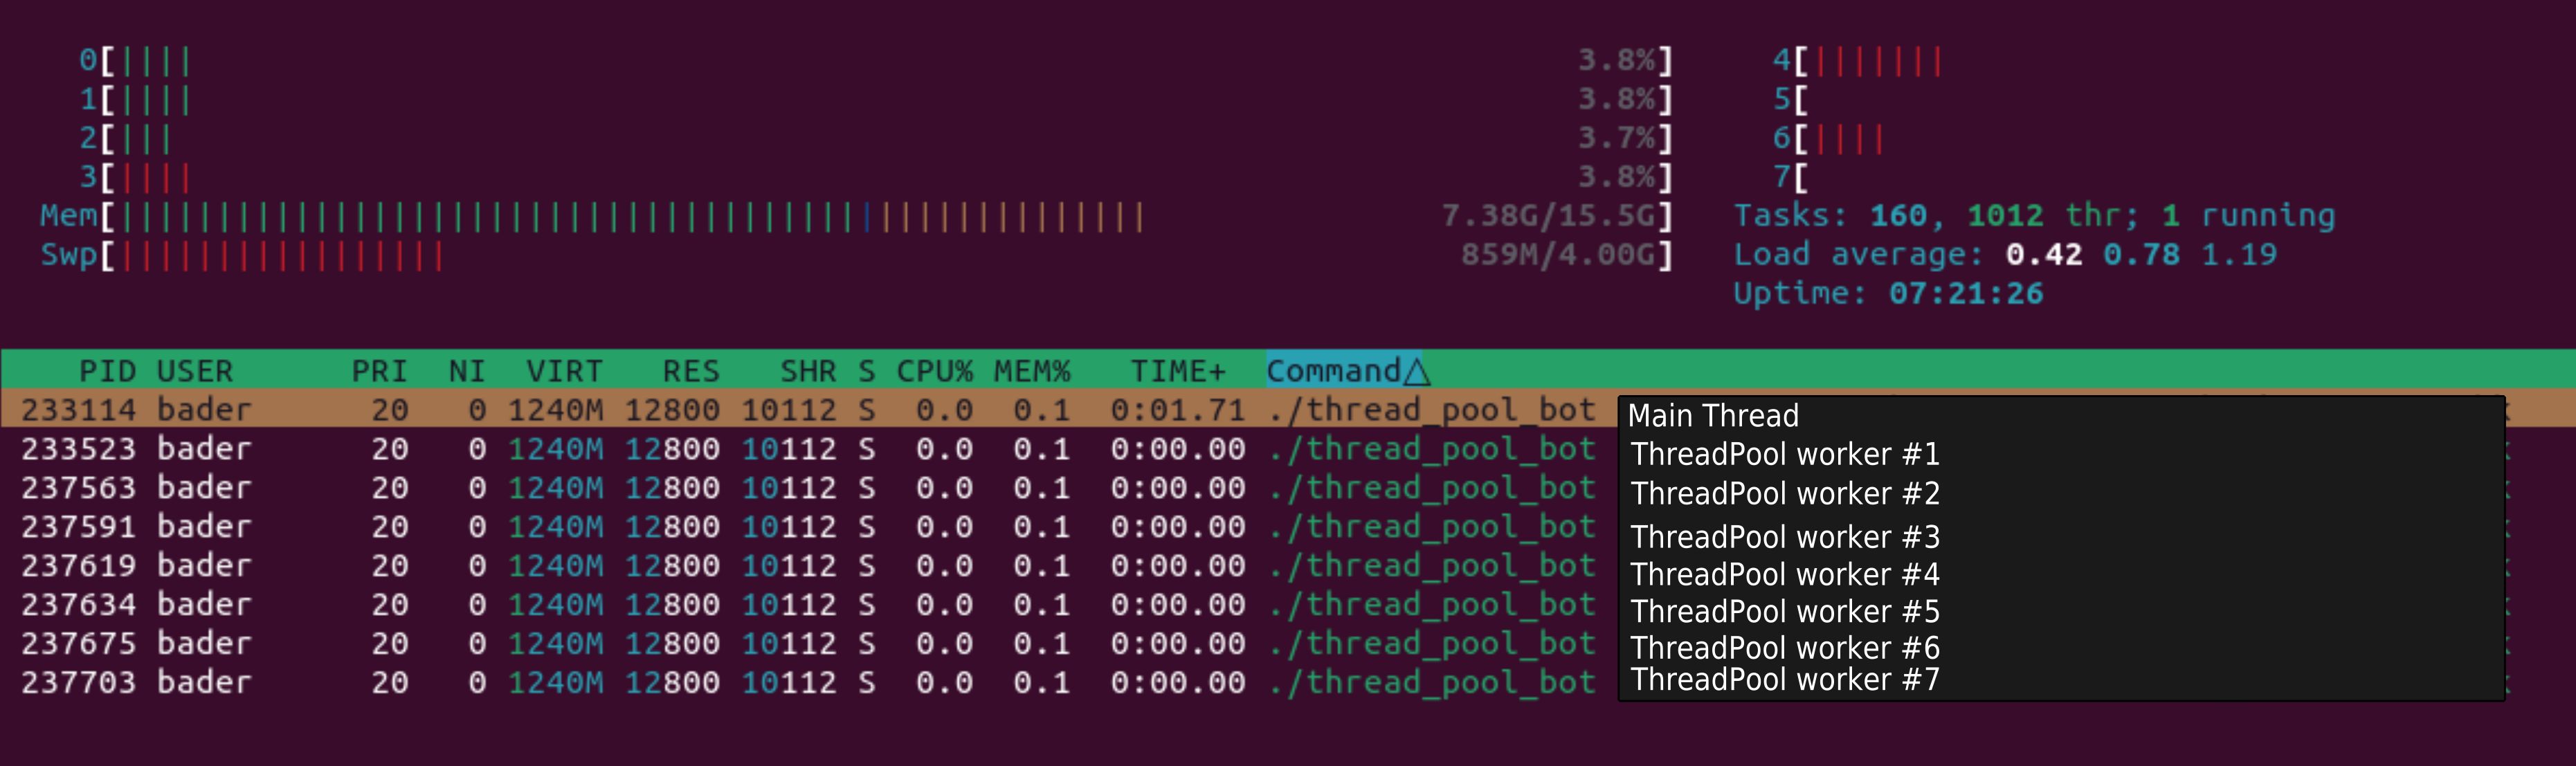 0[|||| 3.8%] 4[|||||||
1[|||| 3.8%] 5[
2[||| 3.7%] 6[||||
3[|||| 3.8%] 7[
Mem[||||||||||||||||||||||||||||||||||||||||||||||||||||| 7.38G/15.5G] Tasks: 160, 1012 thr; 1 running
Swp[||||||||||||||||| 859M/4.00G] Load average: 0.42 0.78 1.19
Uptime: 07:21:26
PID USER PRI NI VIRT RES SHR S CPU% MEM% TIME+ Command△
233114 bader 20 0 1240M 12800 10112 S 0.0 0.1 0:01.71 ./thread_pool_bot Main Thread
233523 bader 20 0 1240M 12800 10112 S 0.0 0.1 0:00.00 ./thread_pool_bot ThreadPool worker #1
237563 bader 20 0 1240M 12800 10112 S 0.0 0.1 0:00.00 ./thread_pool_bot ThreadPool worker #2
237591 bader 20 0 1240M 12800 10112 S 0.0 0.1 0:00.00 ./thread_pool_bot ThreadPool worker #3
237619 bader 20 0 1240M 12800 10112 S 0.0 0.1 0:00.00 ./thread_pool_bot ThreadPool worker #4
237634 bader 20 0 1240M 12800 10112 S 0.0 0.1 0:00.00 ./thread_pool_bot ThreadPool worker #5
237675 bader 20 0 1240M 12800 10112 S 0.0 0.1 0:00.00 ./thread_pool_bot ThreadPool worker #6
237703 bader 20 0 1240M 12800 10112 S 0.0 0.1 0:00.00 ./thread_pool_bot ThreadPool worker #7